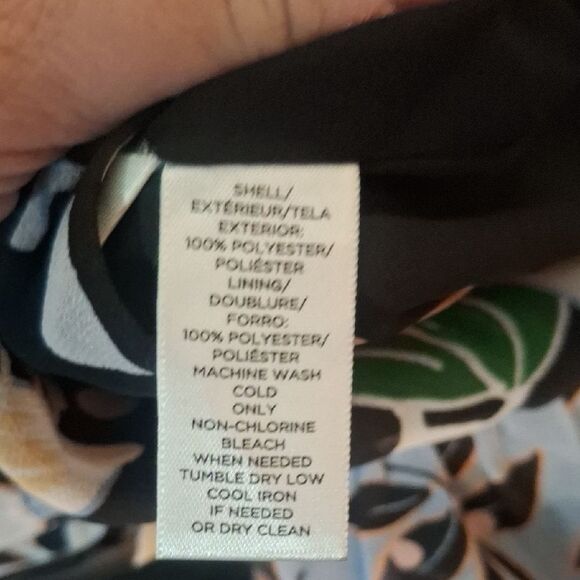 SHELL/
EXTÉRIEUR/TELA
EXTERIOR:
100% POLYESTER/
POLIÉSTER
LINING/
DOUBLURE/
FORRO:
100% POLYESTER/
POLIÉSTER
MACHINE WASH
COLD
ONLY
NON-CHLORINE
BLEACH
WHEN NEEDED
TUMBLE DRY LOW
COOL IRON
IF NEEDED
OR DRY CLEAN